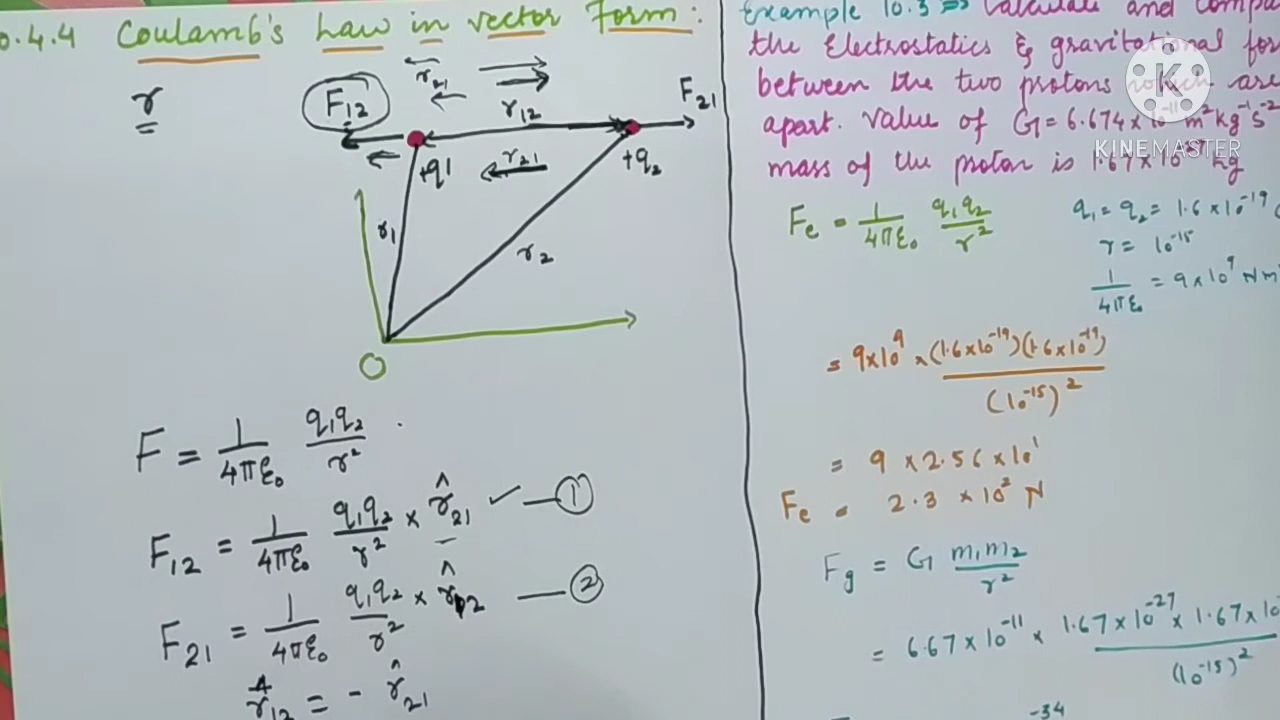 0.4.4 Coulamb's Law in vector Form:
r
F12
r21
r12
F21
r21
+q1
+q2
r1
r2
O
F = 1/4πε0 q1q2/r²
F12 = 1/4πε0 q1q2/r² × r̂21 ✓ —①
F21 = 1/4πε0 q1q2/r² × r̂12 —②
r̂12 = - r̂21
Example 10.3 ⇒ Calculate and compa
the Electrostatics & gravitational for
between the two protons which are
apart. Value of G = 6.674×10⁻¹¹ m² kg⁻¹ s⁻²
mass of the proton is 1.67×10 kg
KINEMASTER
Fe = 1/4πε0 q1q2/r²
q1 = q2 = 1.6×10⁻¹⁹
r = 10⁻¹⁵
1/4πε0 = 9×10⁹ Nm
= 9×10⁹ × (1.6×10⁻¹⁹)(1.6×10⁻¹⁹)/(10⁻¹⁵)²
= 9 × 2.56 × 10¹
Fe = 2.3 × 10² N
Fg = G m1m2/r²
= 6.67×10⁻¹¹ × 1.67×10⁻²⁷ × 1.67×10/(10⁻¹⁵)²
-34